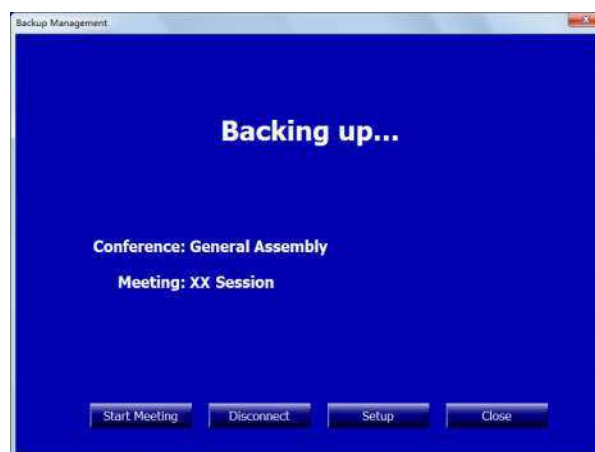 Backup Management
Backing up...
Conference: General Assembly
Meeting: XX Session
Start Meeting Disconnect Setup Close